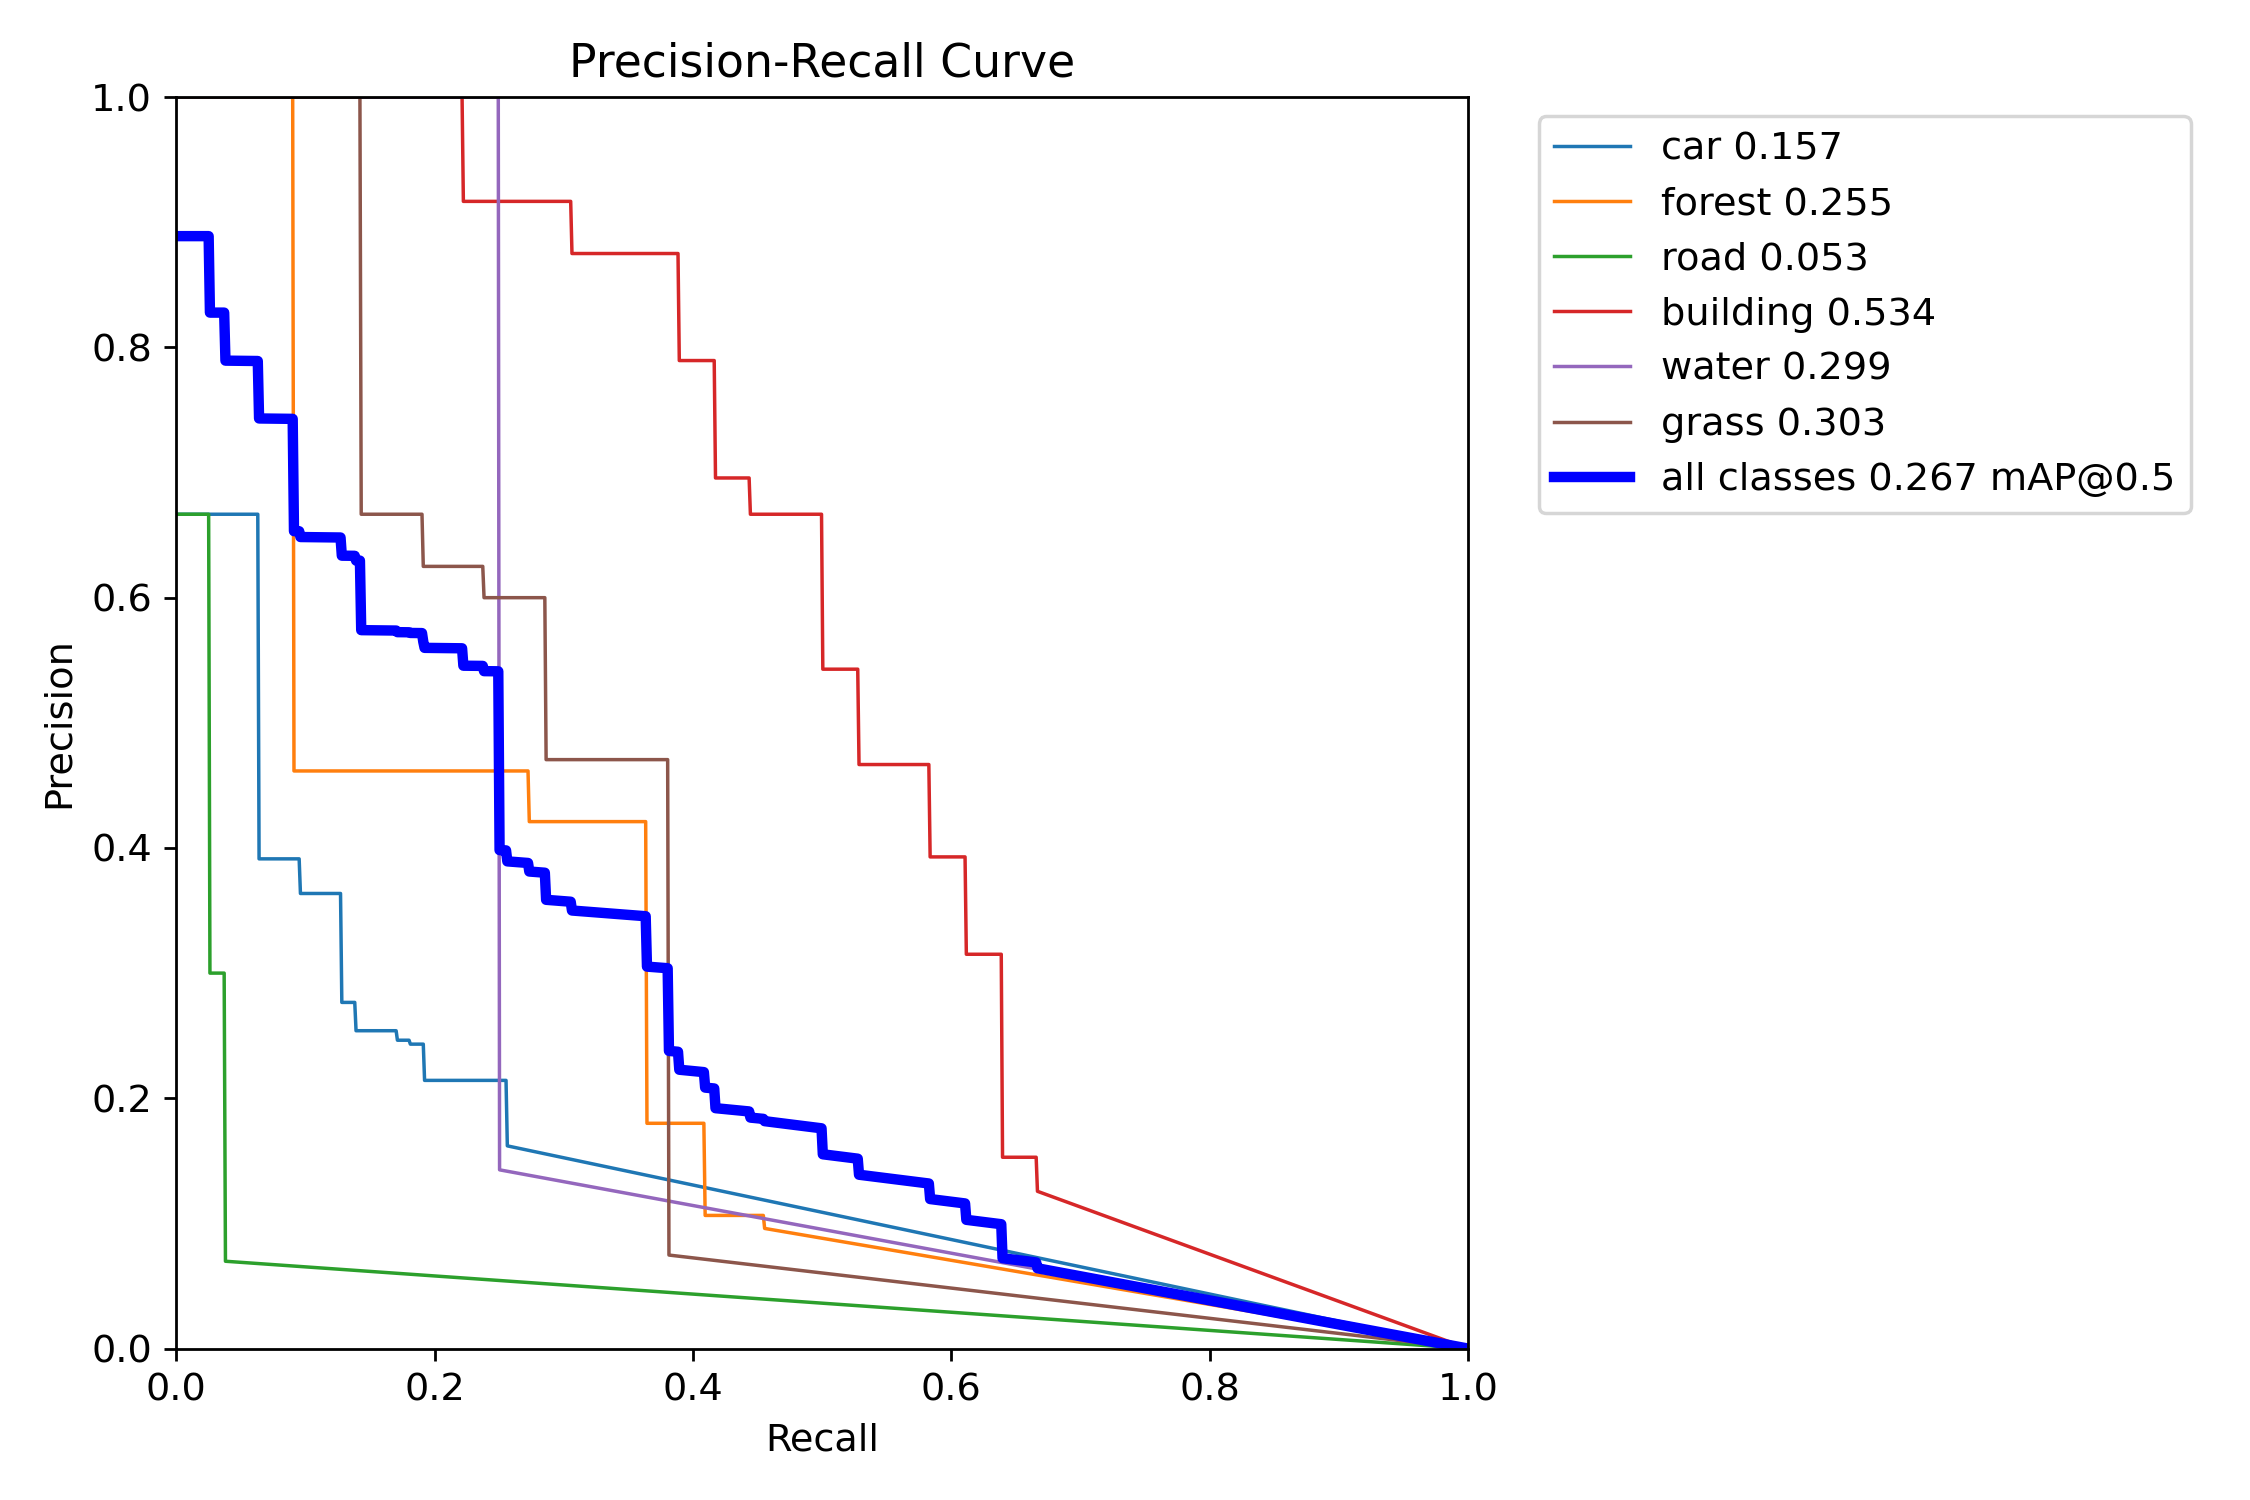 Precision-Recall Curve
1.0
0.8
0.6
0.4
0.2
0.0
Precision
0.0 0.2 0.4 0.6 0.8 1.0
Recall
car 0.157
forest 0.255
road 0.053
building 0.534
water 0.299
grass 0.303
all classes 0.267 mAP@0.5